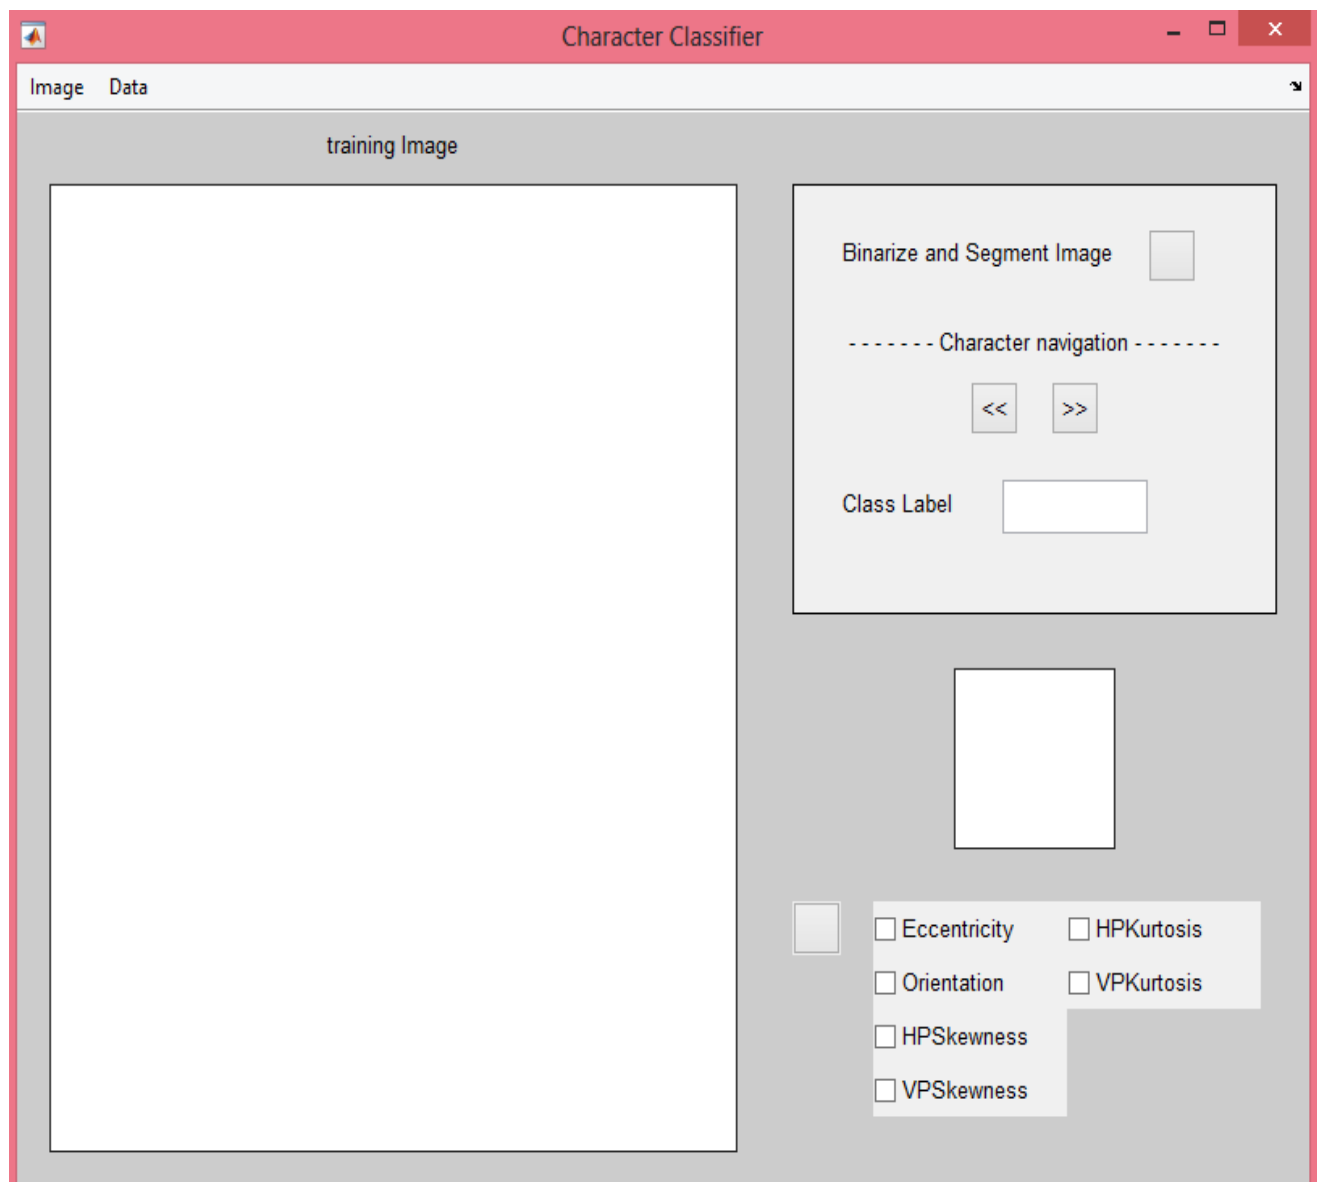 Character Classifier
Image Data
training Image
Binarize and Segment Image
- - - - - - - Character navigation - - - - - - -
<< >>
Class Label
Eccentricity HPKurtosis
Orientation VPKurtosis
HPSkewness
VPSkewness